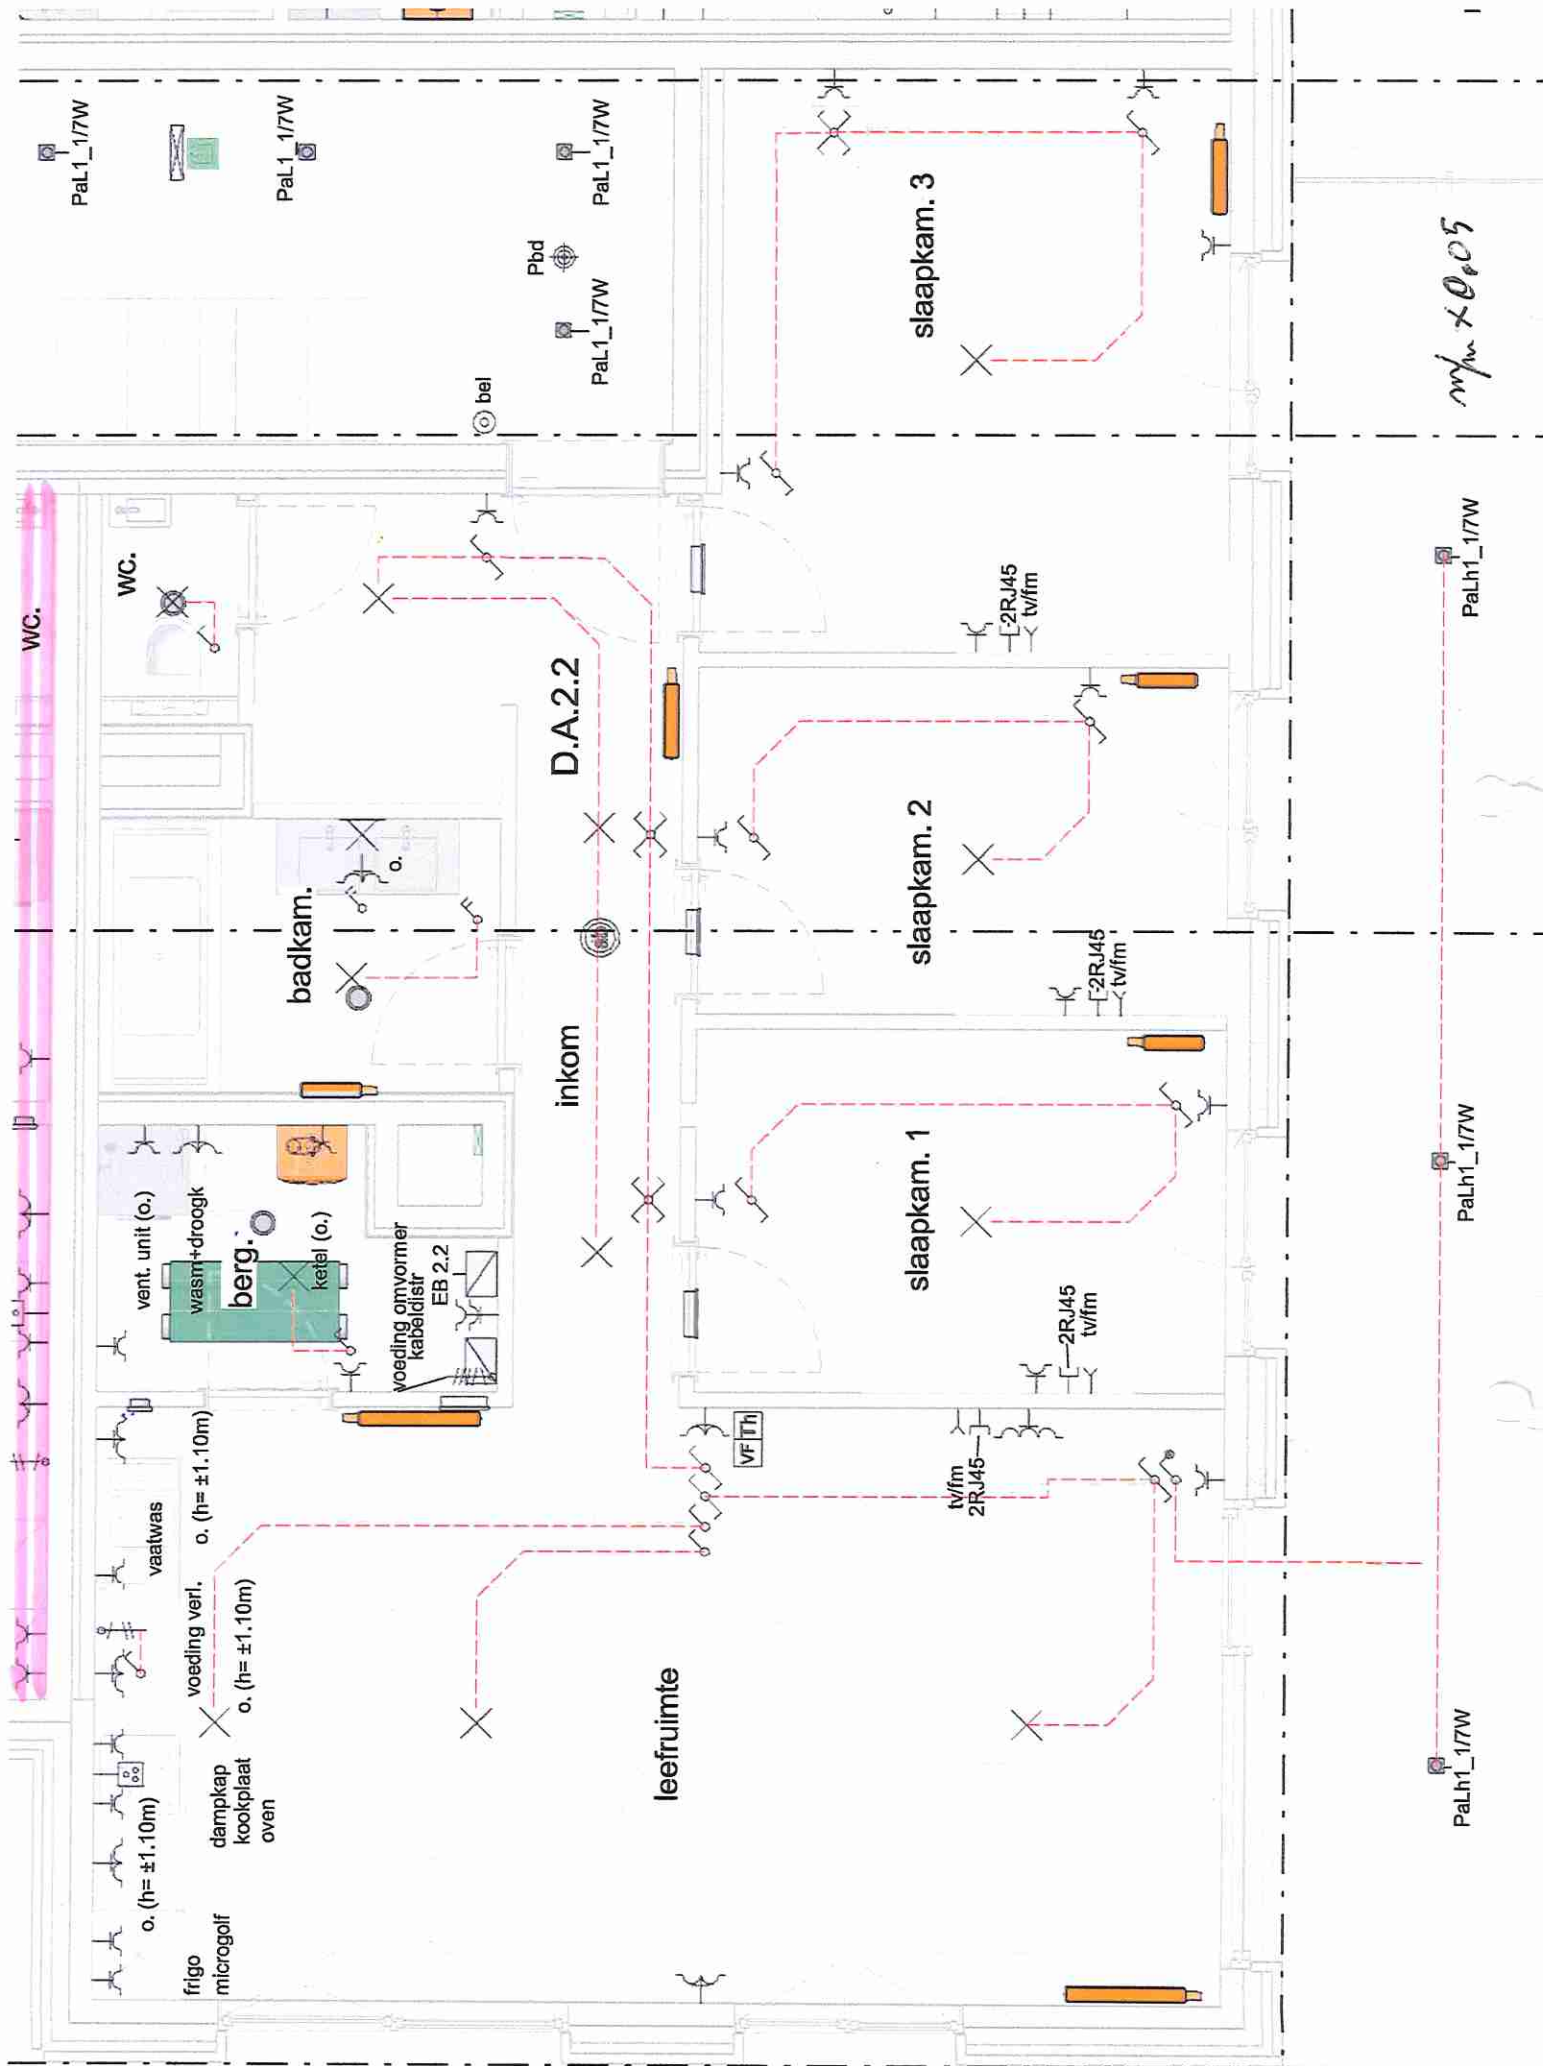 PaL1_1/7W
PaL1_1/7W
PaL1_1/7W
Pbd
PaL1_1/7W
bel
slaapkam. 3
wc.
wc.
D.A.2.2
2RJ45
tv/fm
PaLh1_1/7W
badkam.
o.
slaapkam. 2
2RJ45
tv/fm
inkom
vent. unit (o.)
wasm+droogk
berg.
ketel (o.)
voeding omvormer
kabeldistr
EB 2.2
slaapkam. 1
2RJ45
tv/fm
PaLh1_1/7W
VF Th
tv/fm
2RJ45
o. (h= ±1.10m)
vaatwas
voeding verl.
o. (h= ±1.10m)
leefruimte
dampkap
kookplaat
oven
o. (h= ±1.10m)
frigo
microgolf
PaLh1_1/7W